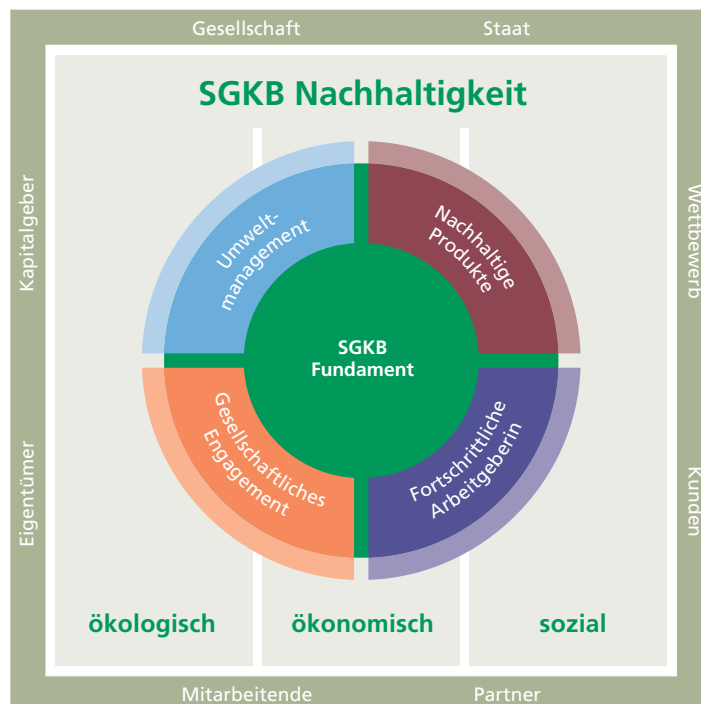 Gesellschaft
Staat
SGKB Nachhaltigkeit
Kapitalgeber
Wettbewerb
Umwelt-
management
Nachhaltige
Produkte
SGKB
Fundament
Gesellschaftliches
Engagement
Fortschrittliche
Arbeitgeberin
Eigentümer
Kunden
ökologisch
ökonomisch
sozial
Mitarbeitende
Partner